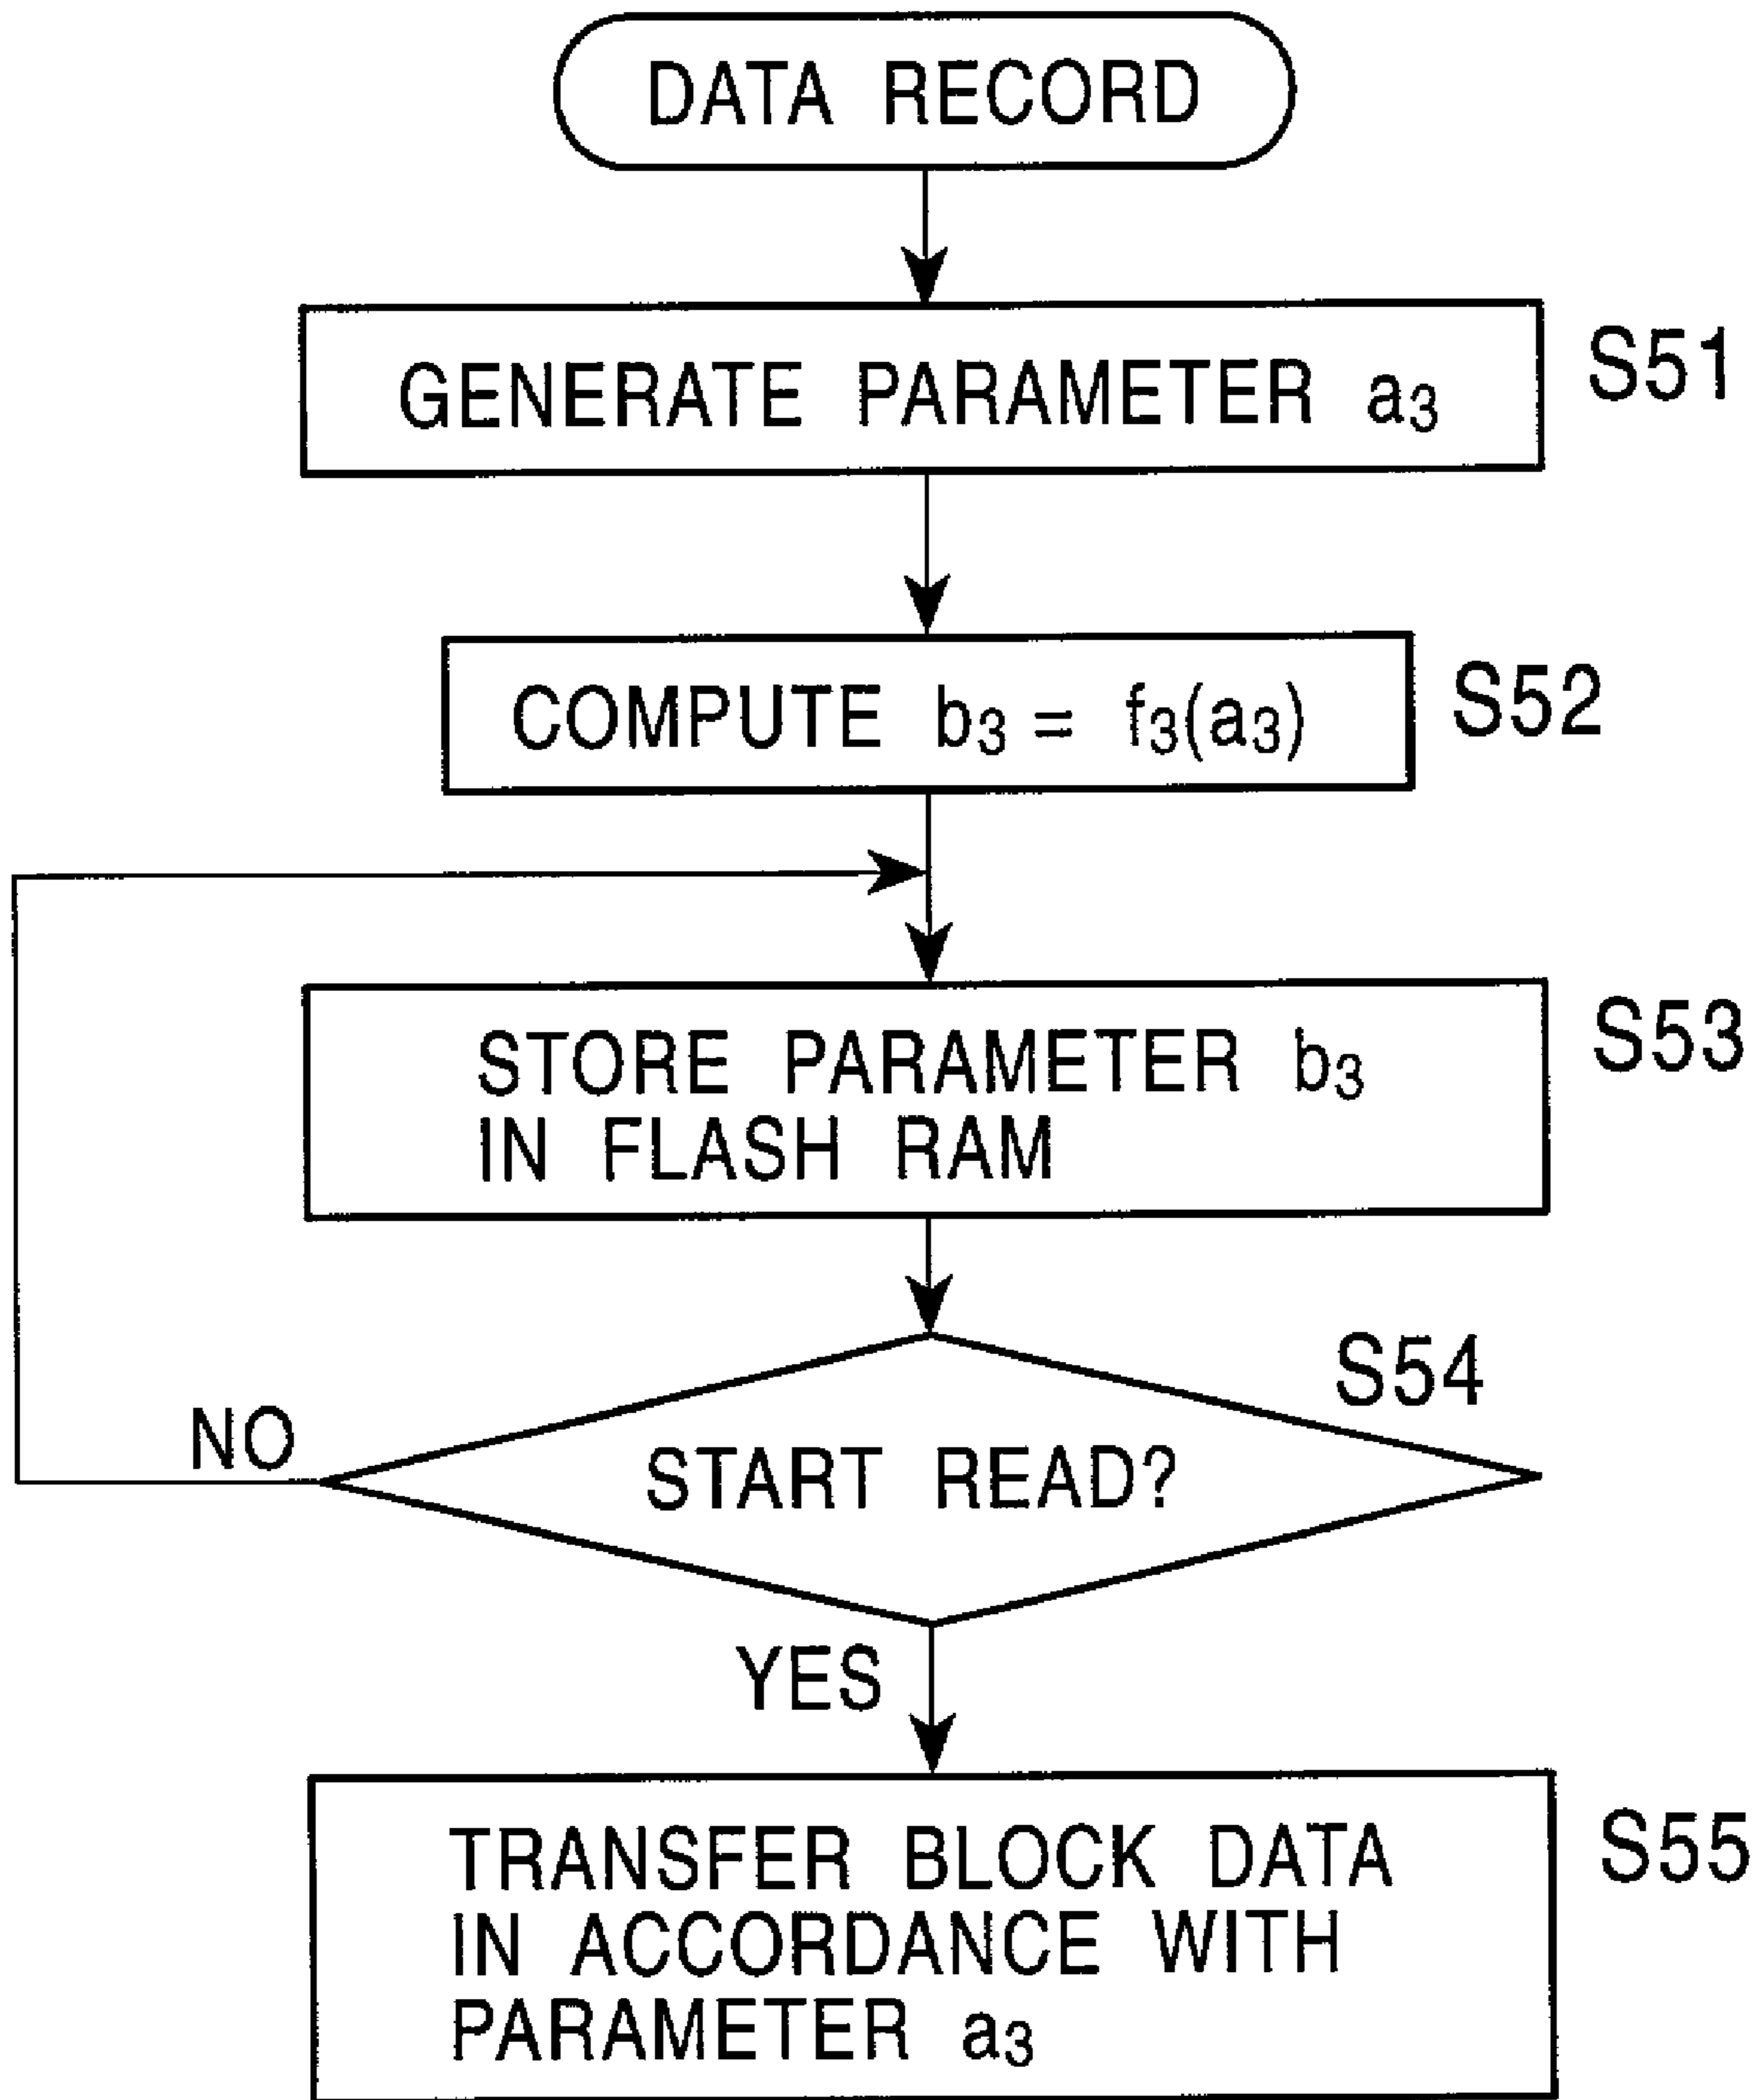 DATA RECORD
GENERATE PARAMETER a₃
S51
COMPUTE b₃ = f₃(a₃)
S52
STORE PARAMETER b₃
IN FLASH RAM
S53
S54
START READ?
NO
YES
TRANSFER BLOCK DATA
IN ACCORDANCE WITH
PARAMETER a₃
S55